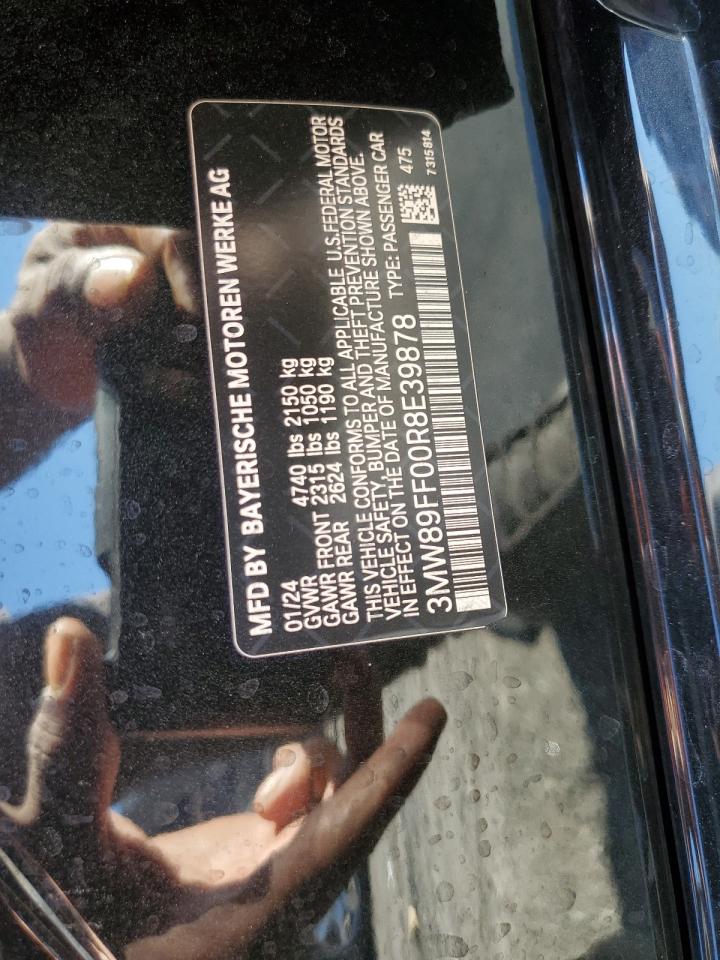 MFD BY BAYERISCHE MOTOREN WERKE AG
01/24
GVWR 4740 lbs 2150 kg
GAWR FRONT 2315 lbs 1050 kg
GAWR REAR 2624 lbs 1190 kg
THIS VEHICLE CONFORMS TO ALL APPLICABLE U.S.FEDERAL MOTOR
VEHICLE SAFETY, BUMPER AND THEFT PREVENTION STANDARDS
IN EFFECT ON THE DATE OF MANUFACTURE SHOWN ABOVE.
3MW89FF00R8E39878 TYPE: PASSENGER CAR
475
7315814